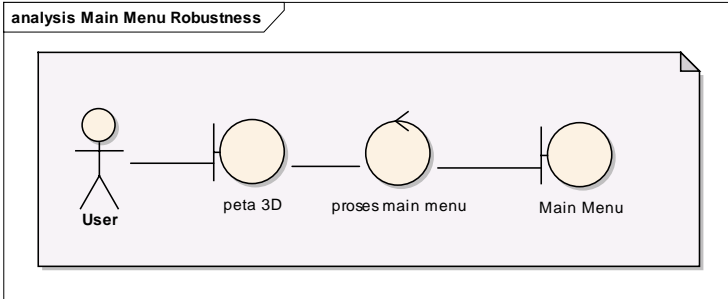 analysis Main Menu Robustness
User
peta 3D
proses main menu
Main Menu